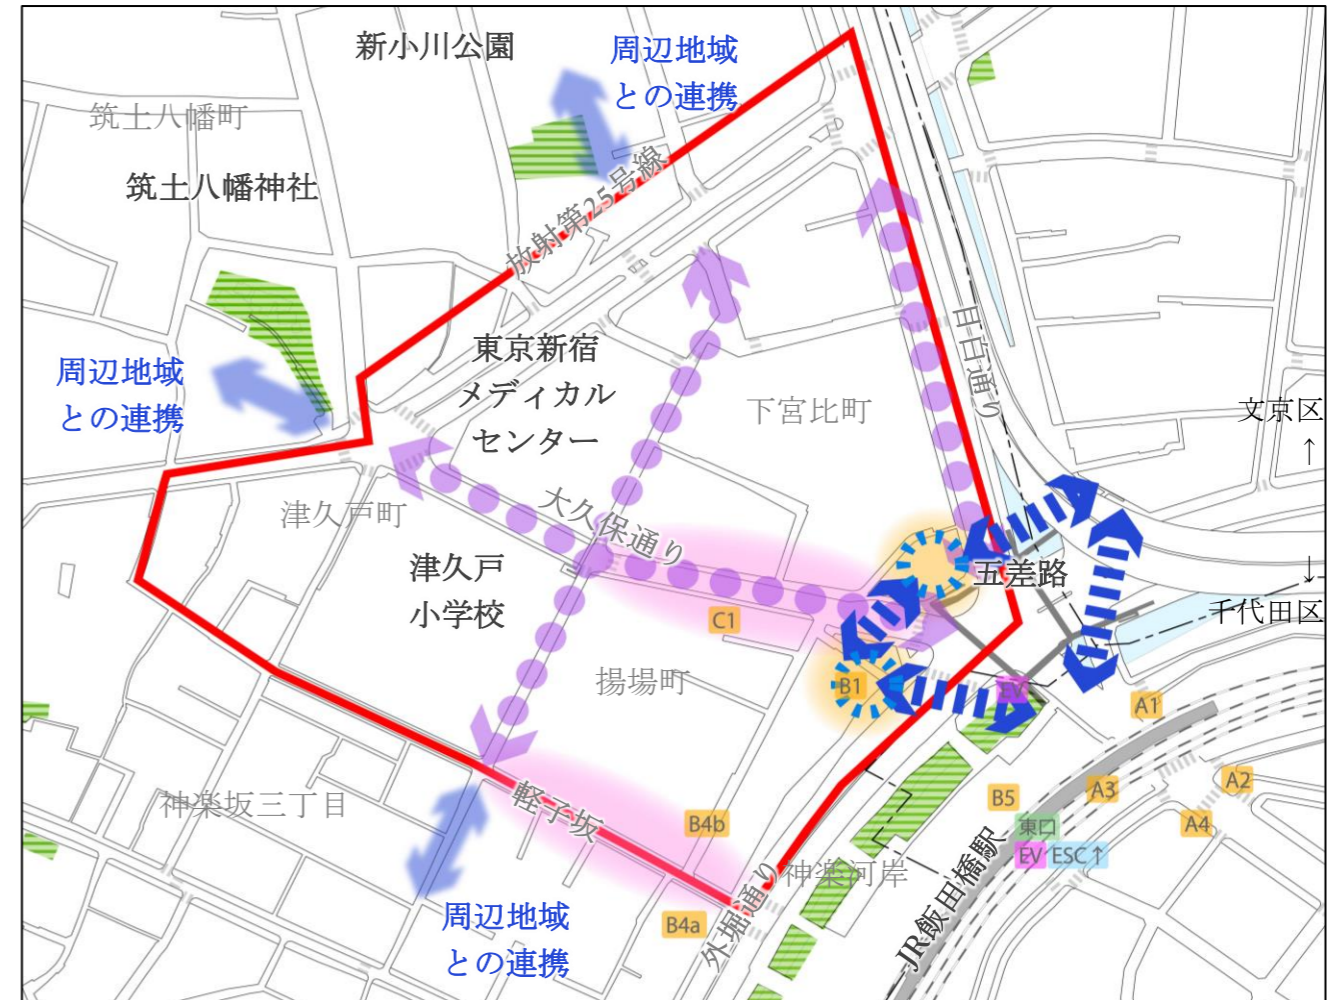 新小川公園
周辺地域
との連携
筑土八幡町
筑土八幡神社
放射第25号線
目白通り
東京新宿
メディカル
センター
周辺地域
との連携
下宮比町
文京区
↑
大久保通り
津久戸町
津久戸
小学校
五差路
↓
千代田区
C1
揚場町
B1
EV
A1
軽子坂
神楽坂三丁目
B4b
B5
A3
A2
A4
東口
EV
ESC↑
神楽河岸
外堀通り
JR飯田橋駅
B4a
周辺地域
との連携